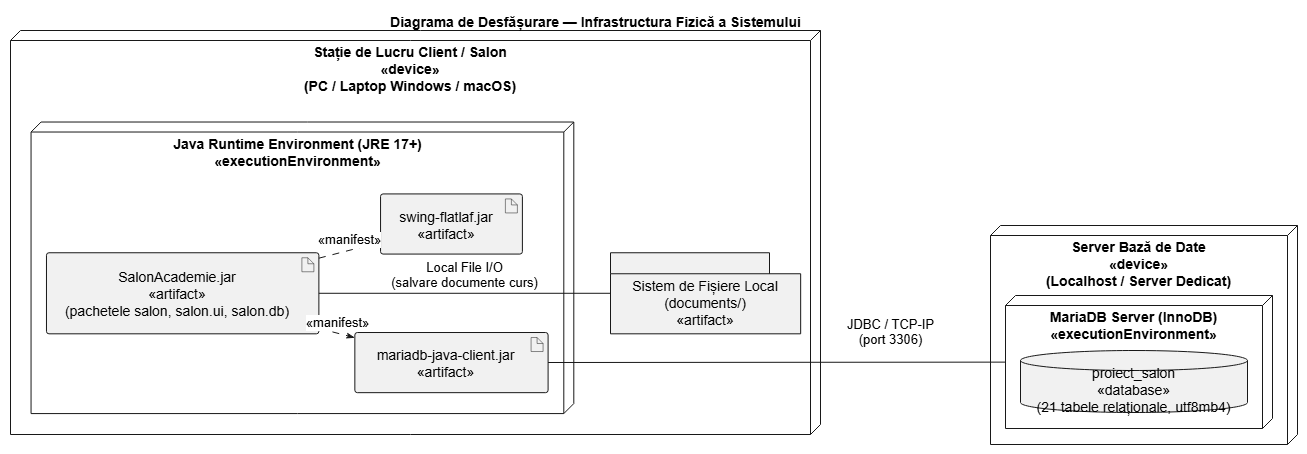 Diagrama de Desfășurare — Infrastructura Fizică a Sistemului
Stație de Lucru Client / Salon
«device»
(PC / Laptop Windows / macOS)
Java Runtime Environment (JRE 17+)
«executionEnvironment»
swing-flatlaf.jar
«artifact»
«manifest»
SalonAcademie.jar
«artifact»
(pachetele salon, salon.ui, salon.db)
Local File I/O
(salvare documente curs)
Sistem de Fișiere Local
(documents/)
«artifact»
«manifest»
mariadb-java-client.jar
«artifact»
JDBC / TCP-IP
(port 3306)
Server Bază de Date
«device»
(Localhost / Server Dedicat)
MariaDB Server (InnoDB)
«executionEnvironment»
proiect_salon
«database»
(21 tabele relaționale, utf8mb4)